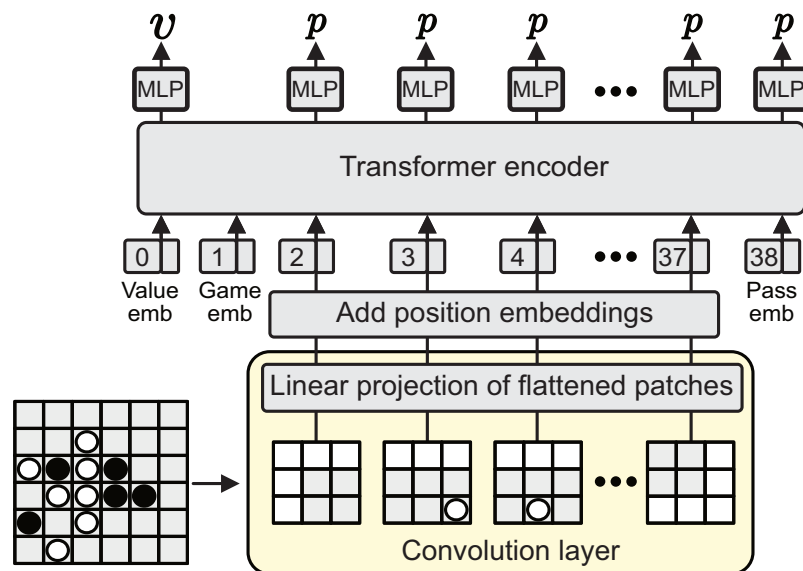 v p p p p p
MLP MLP MLP MLP ••• MLP MLP
Transformer encoder
0 1 2 3 4 ••• 37 38
Value emb
Game emb
Pass emb
Add position embeddings
Linear projection of flattened patches
•••
Convolution layer